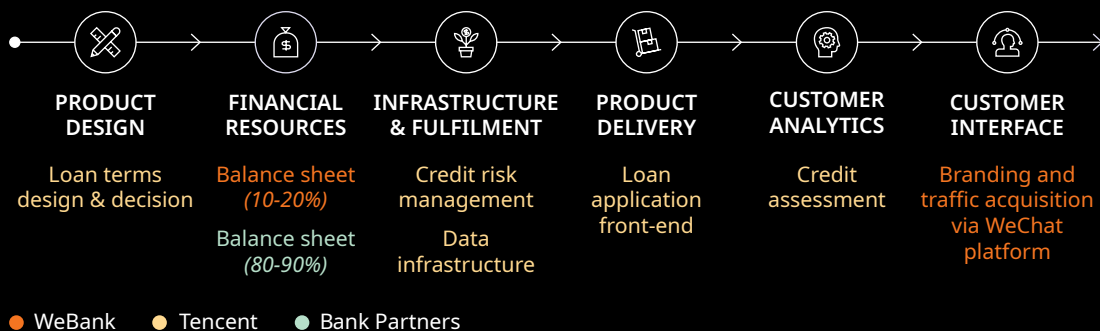 PRODUCT
DESIGN
FINANCIAL
RESOURCES
INFRASTRUCTURE
& FULFILMENT
PRODUCT
DELIVERY
CUSTOMER
ANALYTICS
CUSTOMER
INTERFACE
Loan terms
design & decision
Balance sheet
(10-20%)
Balance sheet
(80-90%)
Credit risk
management
Data
infrastructure
Loan
application
front-end
Credit
assessment
Branding and
traffic acquisition
via WeChat
platform
WeBank
Tencent
Bank Partners